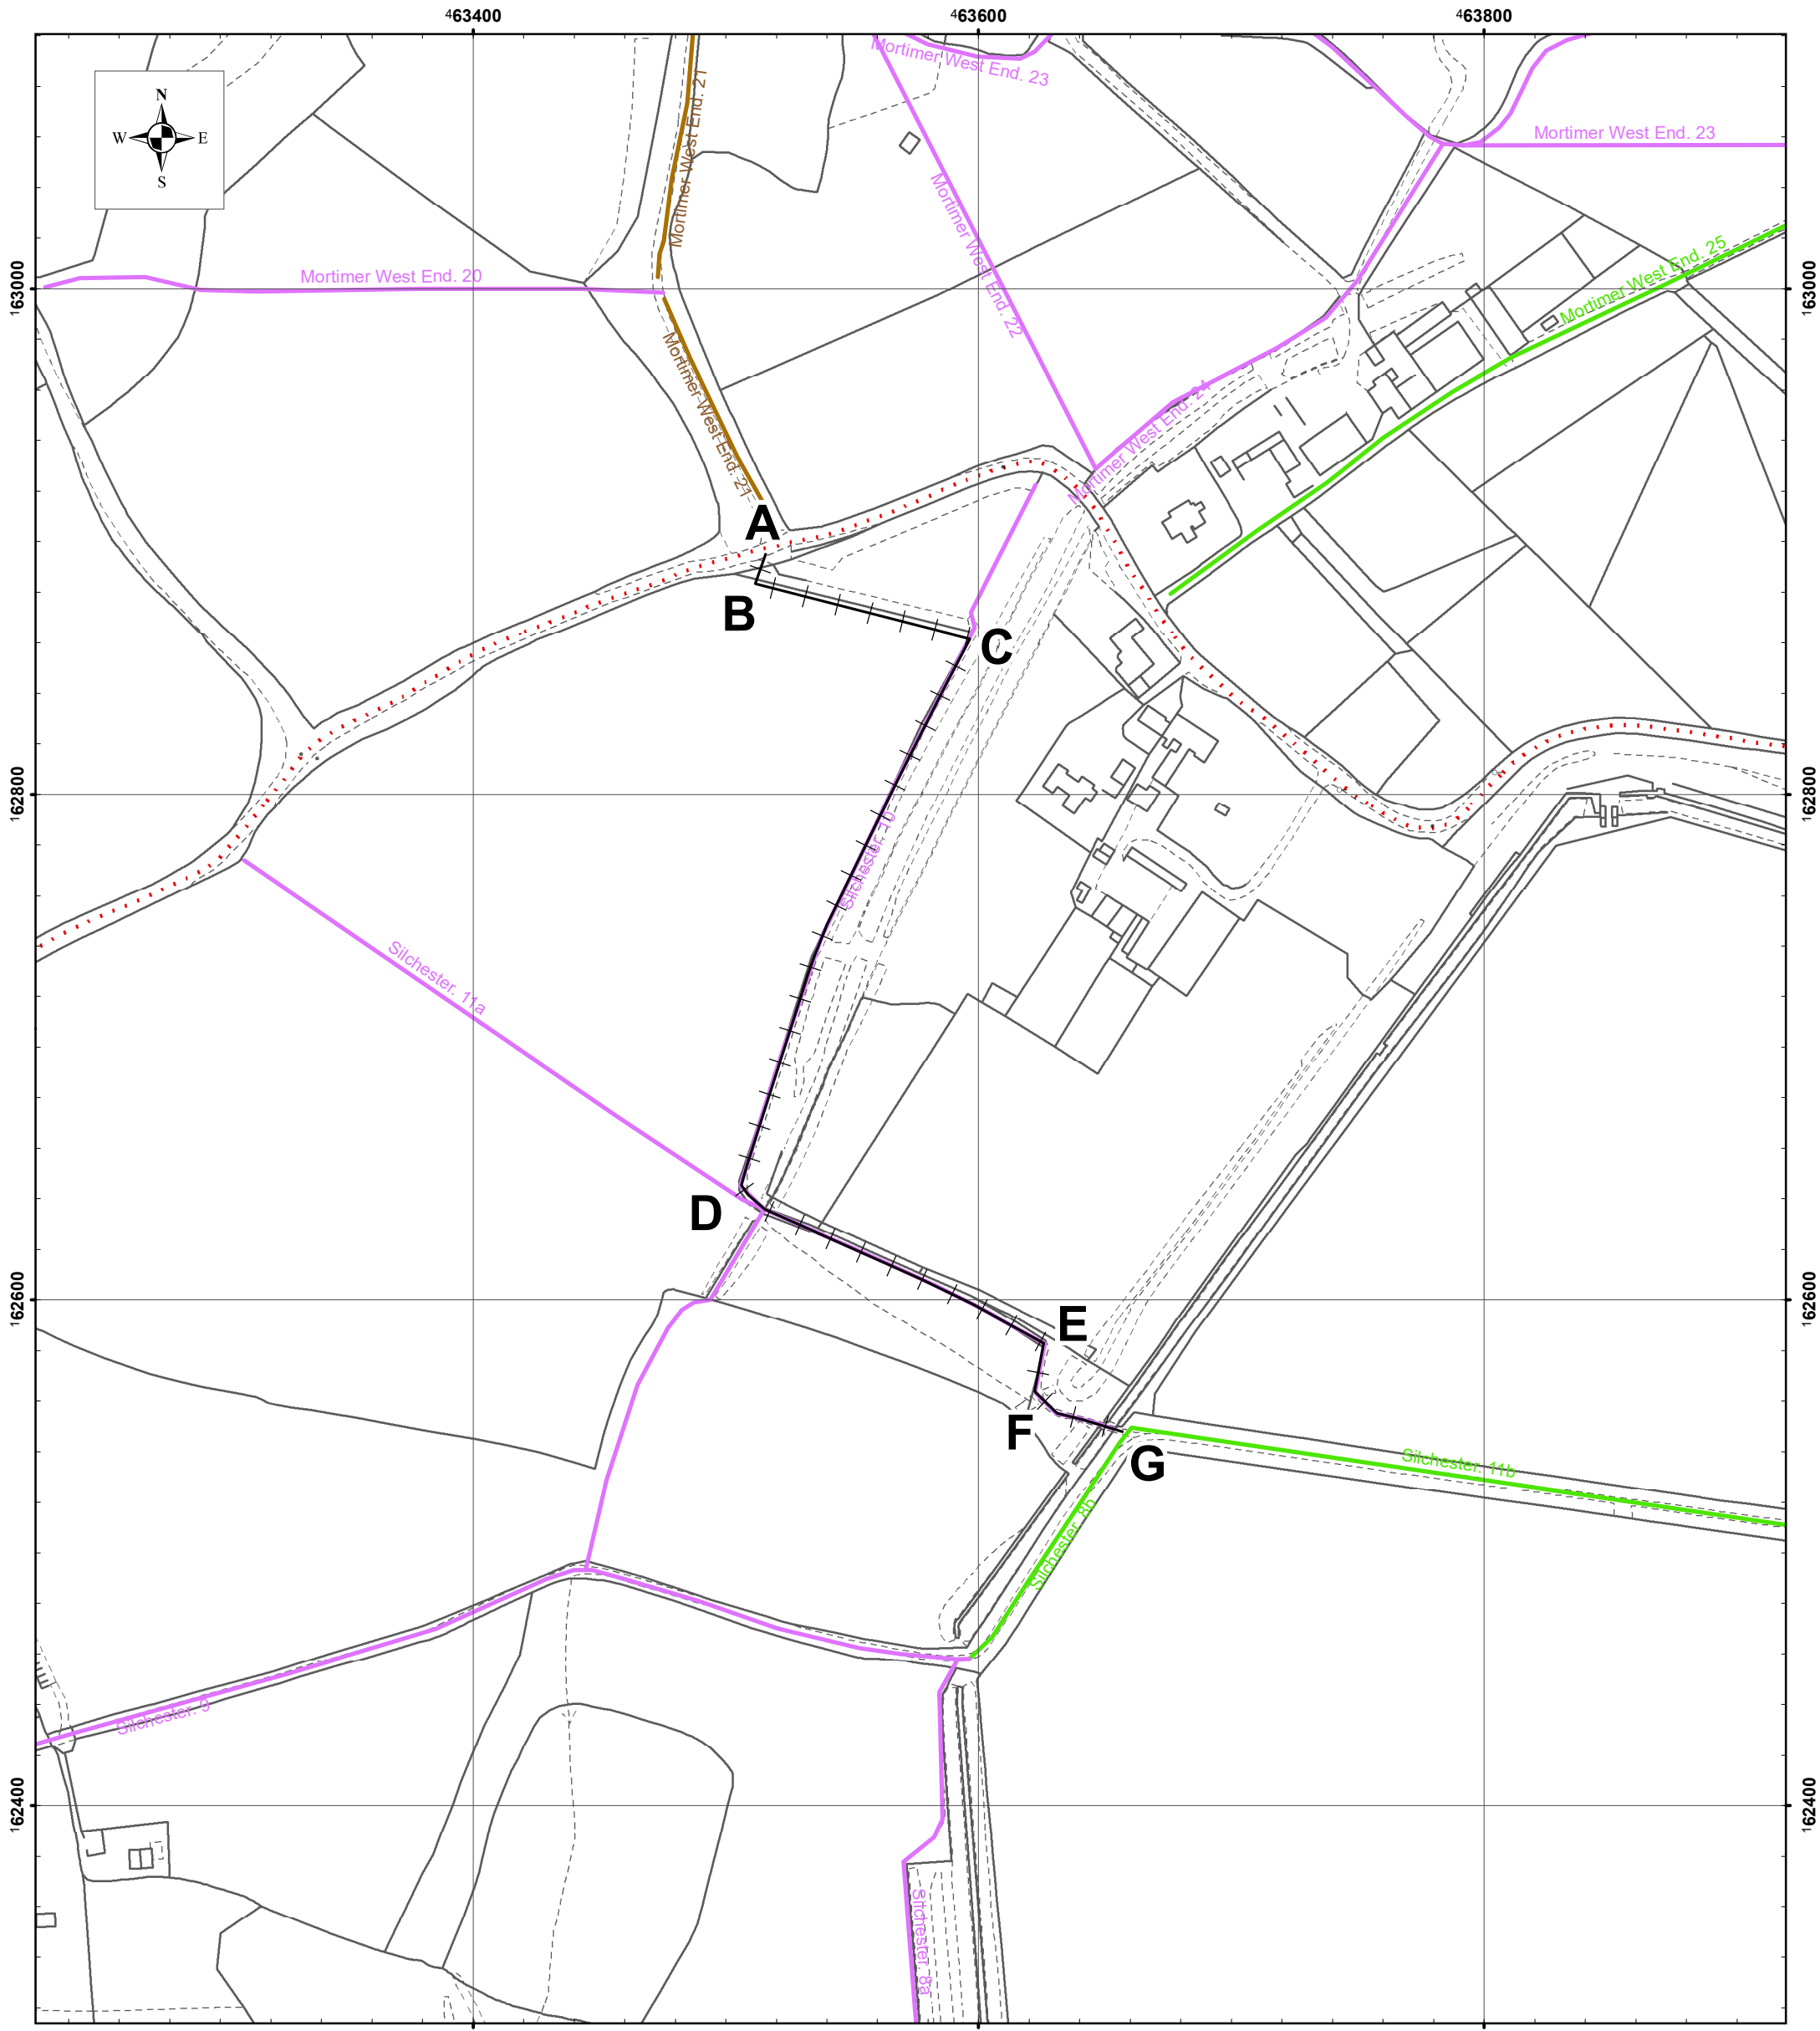 463400
463600
463800
N
W E
S
Mortimer West End. 23
Mortimer West End. 21
Mortimer West End. 23
Mortimer West End. 22
Mortimer West End. 25
Mortimer West End. 20
163000
163000
Mortimer West End. 21
Mortimer West End. 24
A
B
C
162800
162800
Silchester. 10
Silchester. 11a
D
162600
162600
E
F
G
Silchester. 11b
Silchester. 8b
Silchester. 9
162400
162400
Silchester. 8a